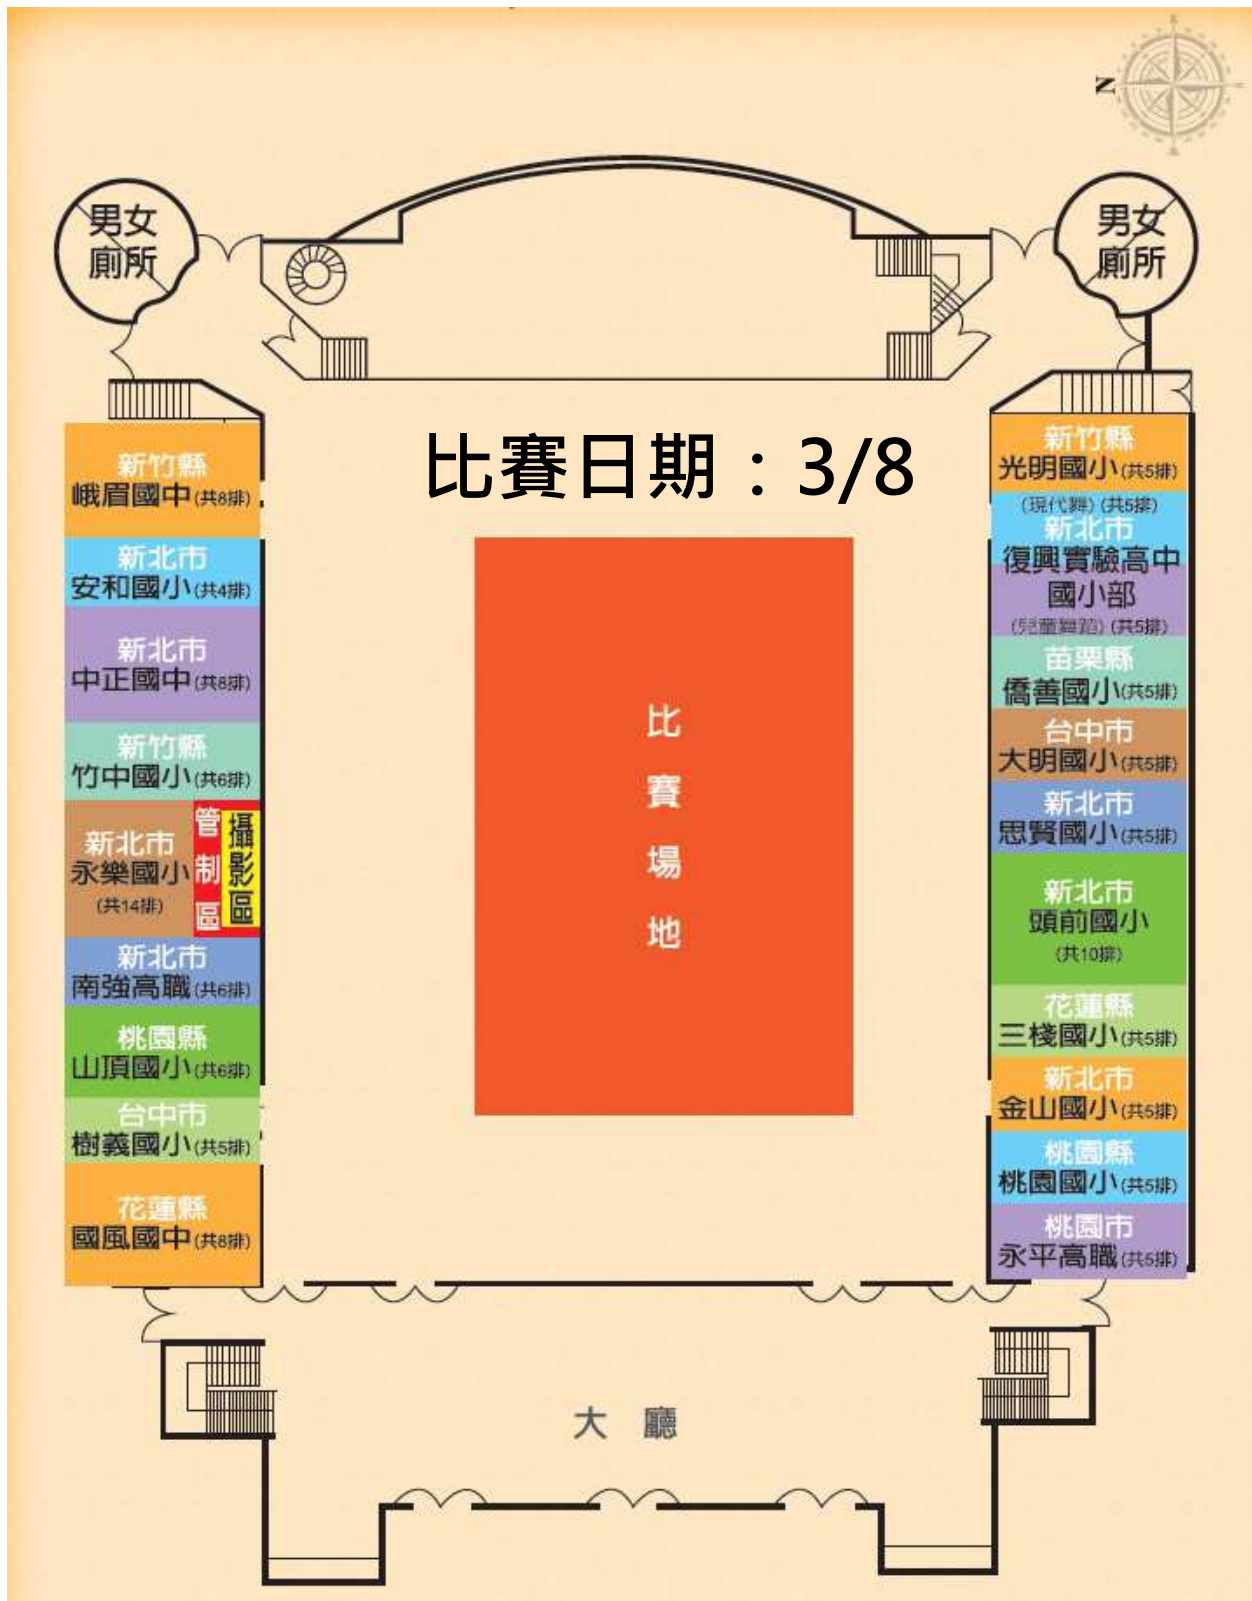 N
男女
廁所
男女
廁所
比賽日期：3/8
新竹縣
峨眉國中(共8排)
新北市
安和國小(共4排)
新北市
中正國中(共8排)
新竹縣
竹中國小(共6排)
新北市
永樂國小
(共14排)
管制區
攝影區
新北市
南強高職(共6排)
桃園縣
山頂國小(共6排)
台中市
樹義國小(共5排)
花蓮縣
國風國中(共8排)
比賽場地
新竹縣
光明國小(共5排)
(現代舞)(共5排)
新北市
復興實驗高中
國小部
(兒童舞蹈)(共5排)
苗栗縣
僑善國小(共5排)
台中市
大明國小(共5排)
新北市
思賢國小(共5排)
新北市
頭前國小
(共10排)
花蓮縣
三棧國小(共5排)
新北市
金山國小(共5排)
桃園縣
桃園國小(共5排)
桃園市
永平高職(共5排)
大廳